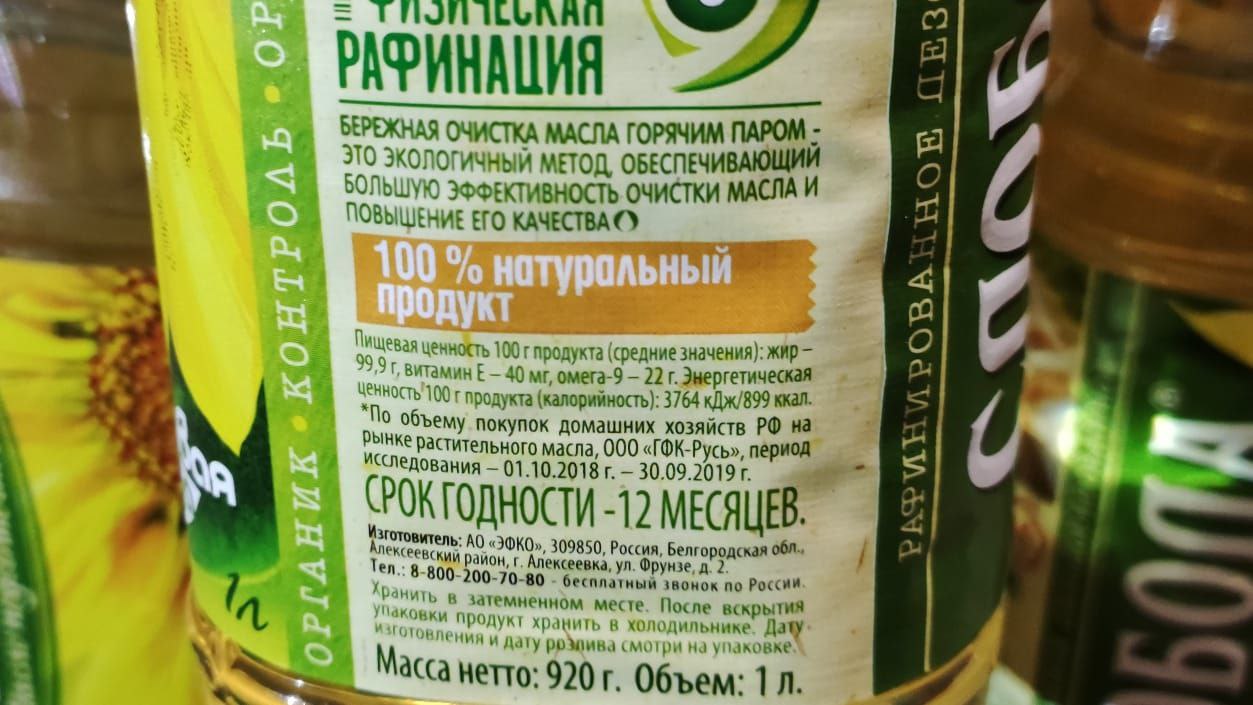 ФИЗИЧЕСКАЯ
РАФИНАЦИЯ
БЕРЕЖНАЯ ОЧИСТКА МАСЛА ГОРЯЧИМ ПАРОМ -
ЭТО ЭКОЛОГИЧНЫЙ МЕТОД, ОБЕСПЕЧИВАЮЩИЙ
БОЛЬШУЮ ЭФФЕКТИВНОСТЬ ОЧИСТКИ МАСЛА И
ПОВЫШЕНИЕ ЕГО КАЧЕСТВА
100 % натуральный
продукт
Пищевая ценность 100 г продукта (средние значения): жир –
99,9 г, витамин Е – 40 мг, омега-9 – 22 г. Энергетическая
ценность 100 г продукта (калорийность): 3764 кДж/899 ккал.
*По объему покупок домашних хозяйств РФ на
рынке растительного масла, ООО «ГФК-Русь», период
исследования – 01.10.2018 г. – 30.09.2019 г.
СРОК ГОДНОСТИ -12 МЕСЯЦЕВ.
Изготовитель: АО «ЭФКО», 309850, Россия, Белгородская обл.,
Алексеевский район, г. Алексеевка, ул. Фрунзе, д. 2.
Тел.: 8-800-200-70-80 - бесплатный звонок по России.
Хранить в затемненном месте. После вскрытия
упаковки продукт хранить в холодильнике. Дату
изготовления и дату розлива смотри на упаковке.
Масса нетто: 920 г. Объем: 1 л.
ОРГАНИК • КОНТРОЛЬ • ОР
1л
РАФИНИРОВАННОЕ ДЕЗО
СЛОБ
ОБОДА